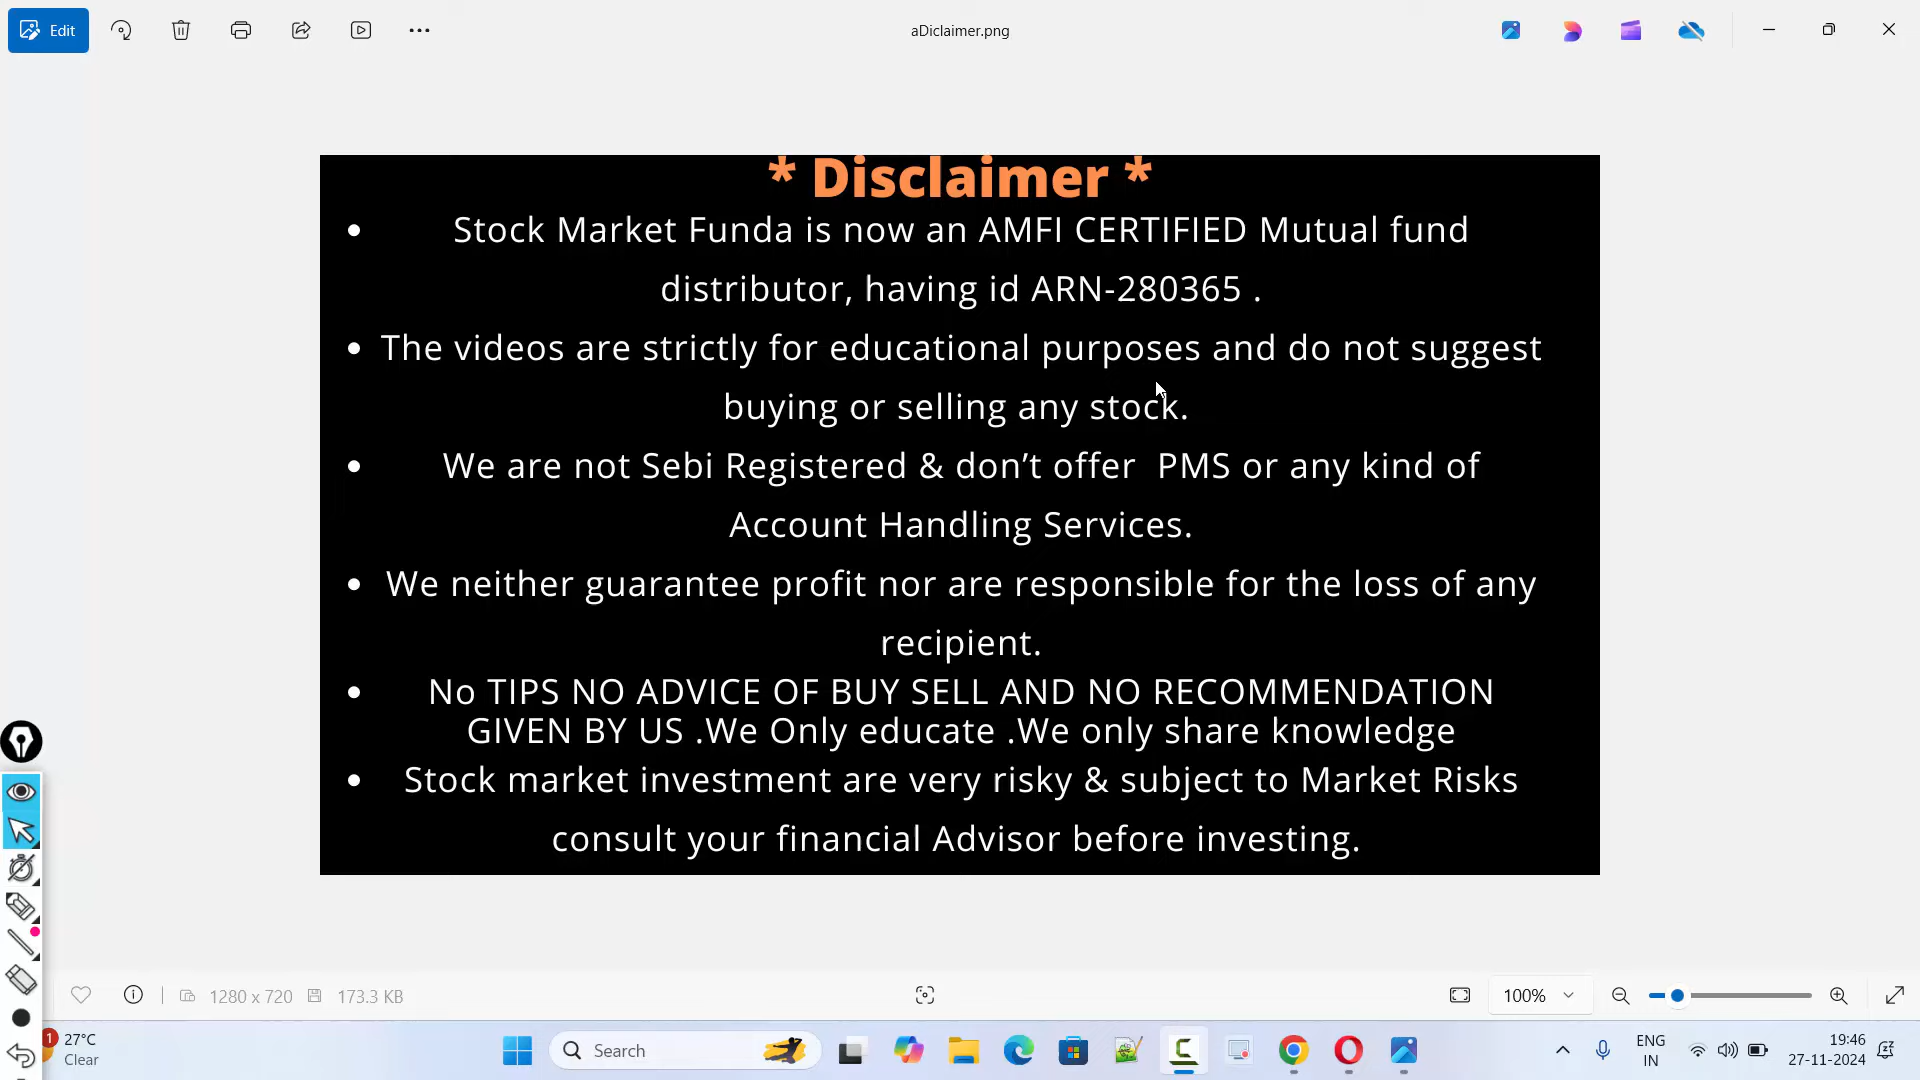 Edit
aDiclaimer.png
* Disclaimer *
Stock Market Funda is now an AMFI CERTIFIED Mutual fund
distributor, having id ARN-280365 .
The videos are strictly for educational purposes and do not suggest
buying or selling any stock.
We are not Sebi Registered & don’t offer  PMS or any kind of
Account Handling Services.
We neither guarantee profit nor are responsible for the loss of any
recipient.
No TIPS NO ADVICE OF BUY SELL AND NO RECOMMENDATION
GIVEN BY US .We Only educate .We only share knowledge
Stock market investment are very risky & subject to Market Risks
consult your financial Advisor before investing.
1280 x 720
173.3 KB
100%
1
27°C
Clear
Search
ENG
IN
19:46
27-11-2024